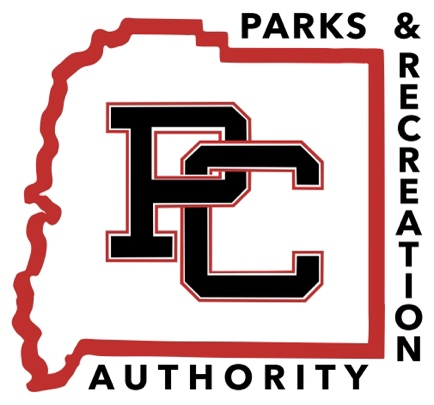 PARKS &
RECREATION
PC
AUTHORITY